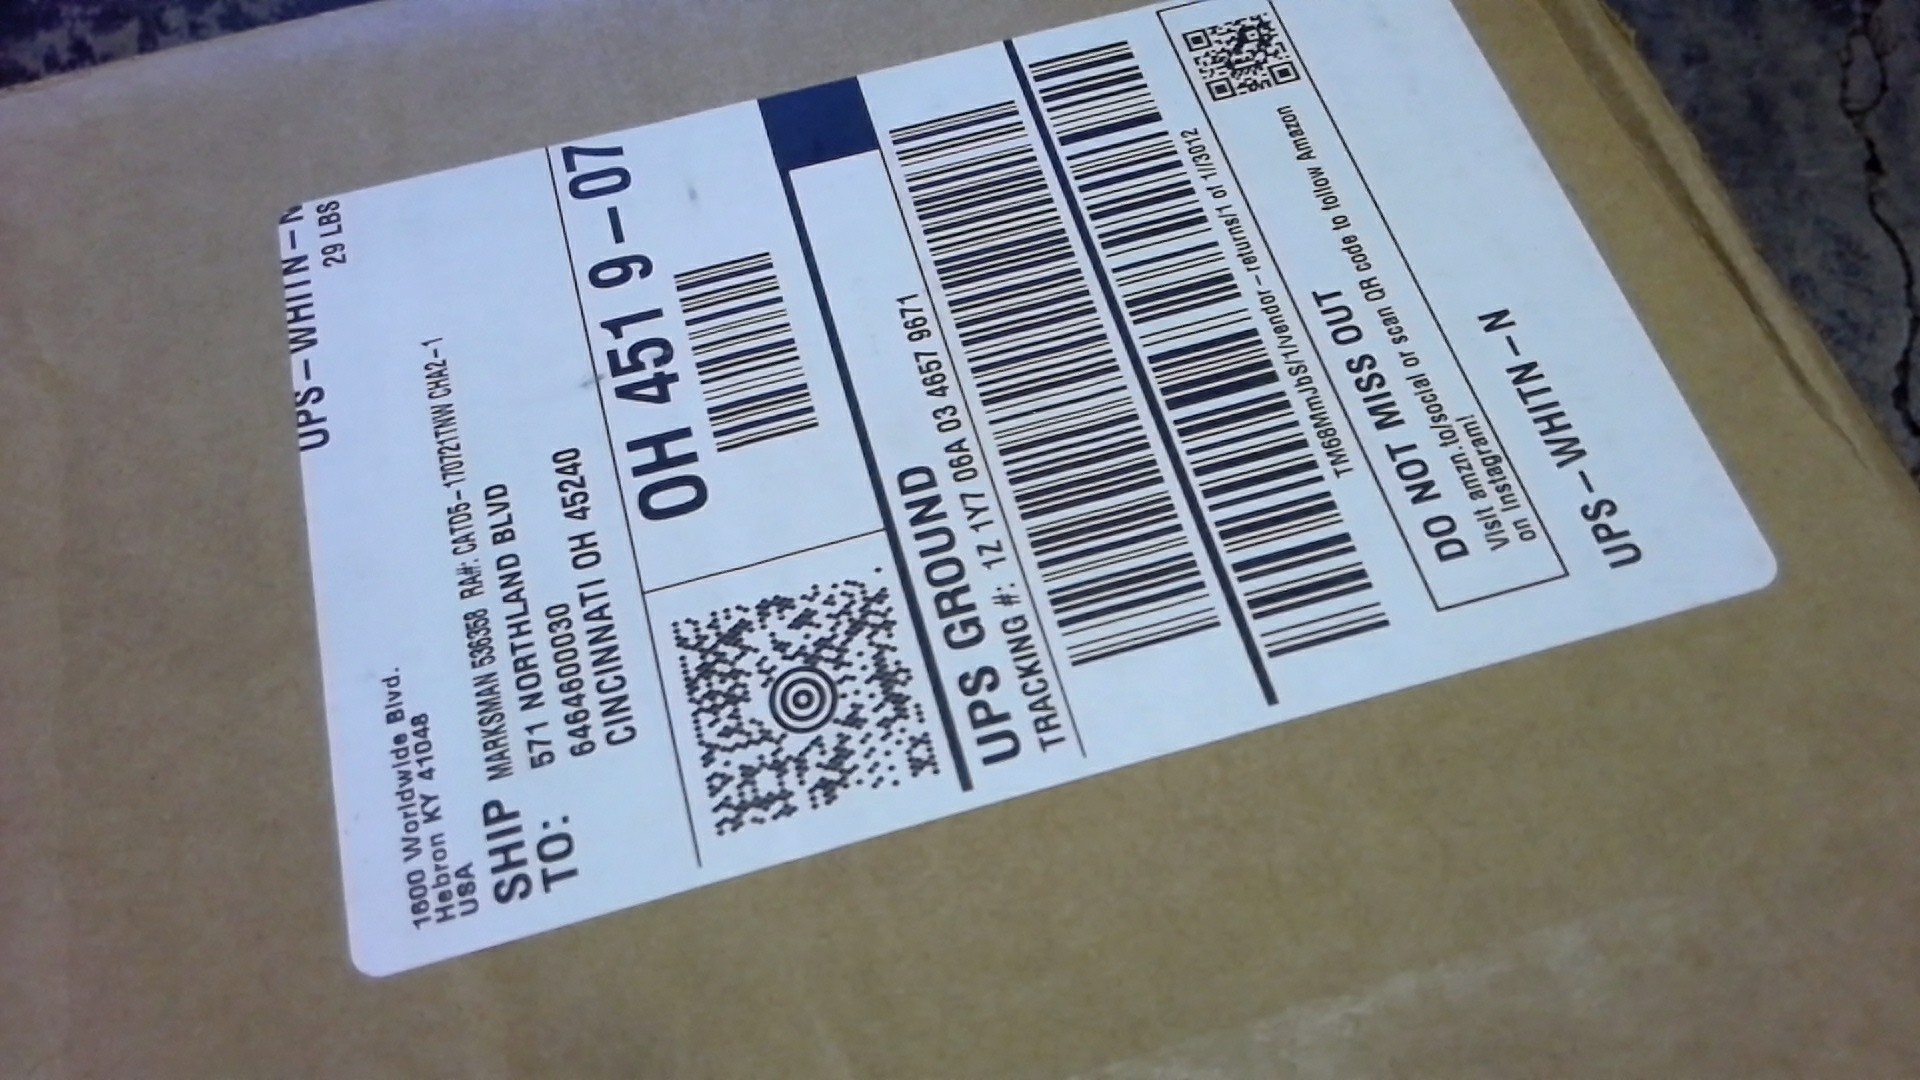 UPS-WHITN-N
29 LBS
1600 Worldwide Blvd.
Hebron KY 41048
USA
SHIP TO:
MARKSMAN 536358 RA#: CATD5-170721TNW CHA2-1
571 NORTHLAND BLVD
6464600030
CINCINNATI OH 45240
OH 451 9-07
UPS GROUND
TRACKING #: 1Z 1Y7 06A 03 4657 9671
TM68MmJbS/1/vendor-returns/1 of 1/3012
DO NOT MISS OUT
Visit amzn.to/social or scan QR code to follow Amazon
on Instagram!
UPS-WHITN-N